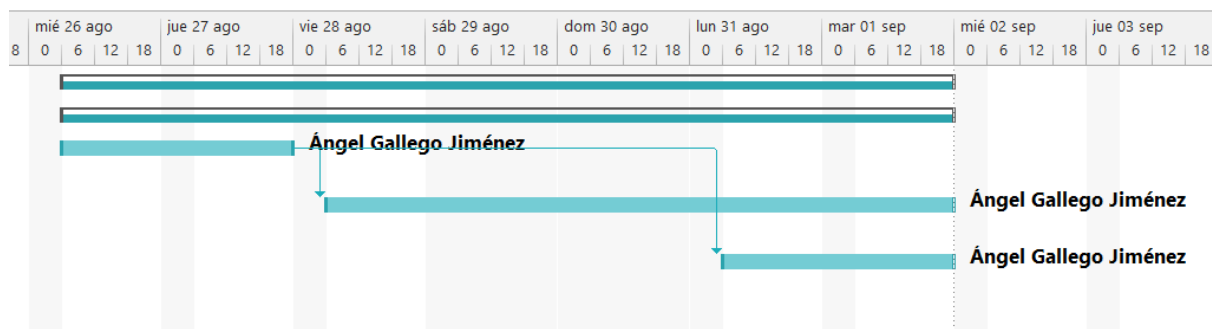 mié 26 ago jue 27 ago vie 28 ago sáb 29 ago dom 30 ago lun 31 ago mar 01 sep mié 02 sep jue 03 sep
8 0 6 12 18 0 6 12 18 0 6 12 18 0 6 12 18 0 6 12 18 0 6 12 18 0 6 12 18 0 6 12 18 0 6 12 18
Ángel Gallego Jiménez
Ángel Gallego Jiménez
Ángel Gallego Jiménez